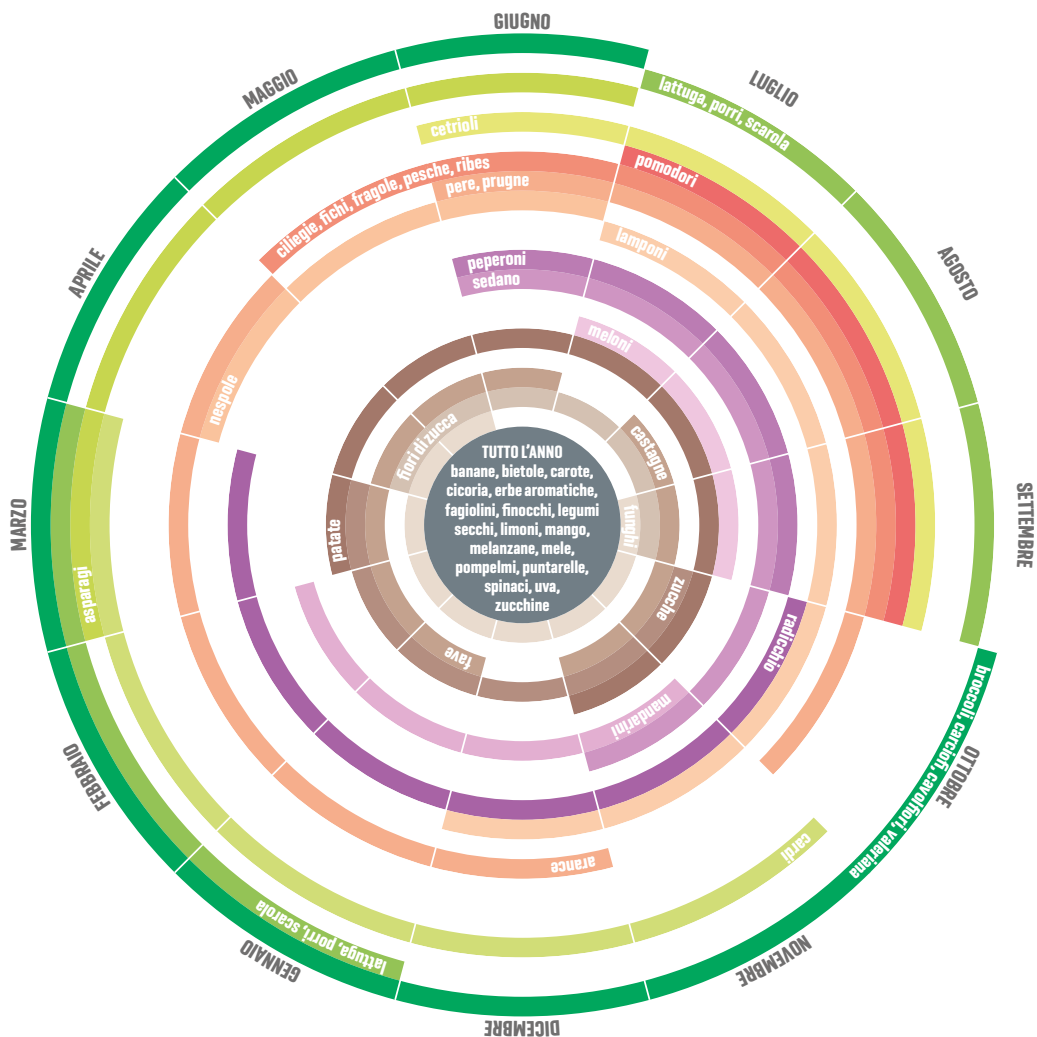 GIUGNO
LUGLIO
AGOSTO
SETTEMBRE
OTTOBRE
NOVEMBRE
DICEMBRE
GENNAIO
FEBBRAIO
MARZO
APRILE
MAGGIO
lattuga, porri, scarola
broccoli, carciofi, cavolfiori, valeriana
cardi
lattuga, porri, scarola
asparagi
cetrioli
pomodori
ciliegie, fichi, fragole, pesche, ribes
pere, prugne
nespole
lamponi
arance
peperoni
sedano
radicchio
meloni
mandarini
patate
castagne
zucche
fave
fiori di zucca
funghi
TUTTO L'ANNO
banane, bietole, carote,
cicoria, erbe aromatiche,
fagiolini, finocchi, legumi
secchi, limoni, mango,
melanzane, mele,
pompelmi, puntarelle,
spinaci, uva,
zucchine